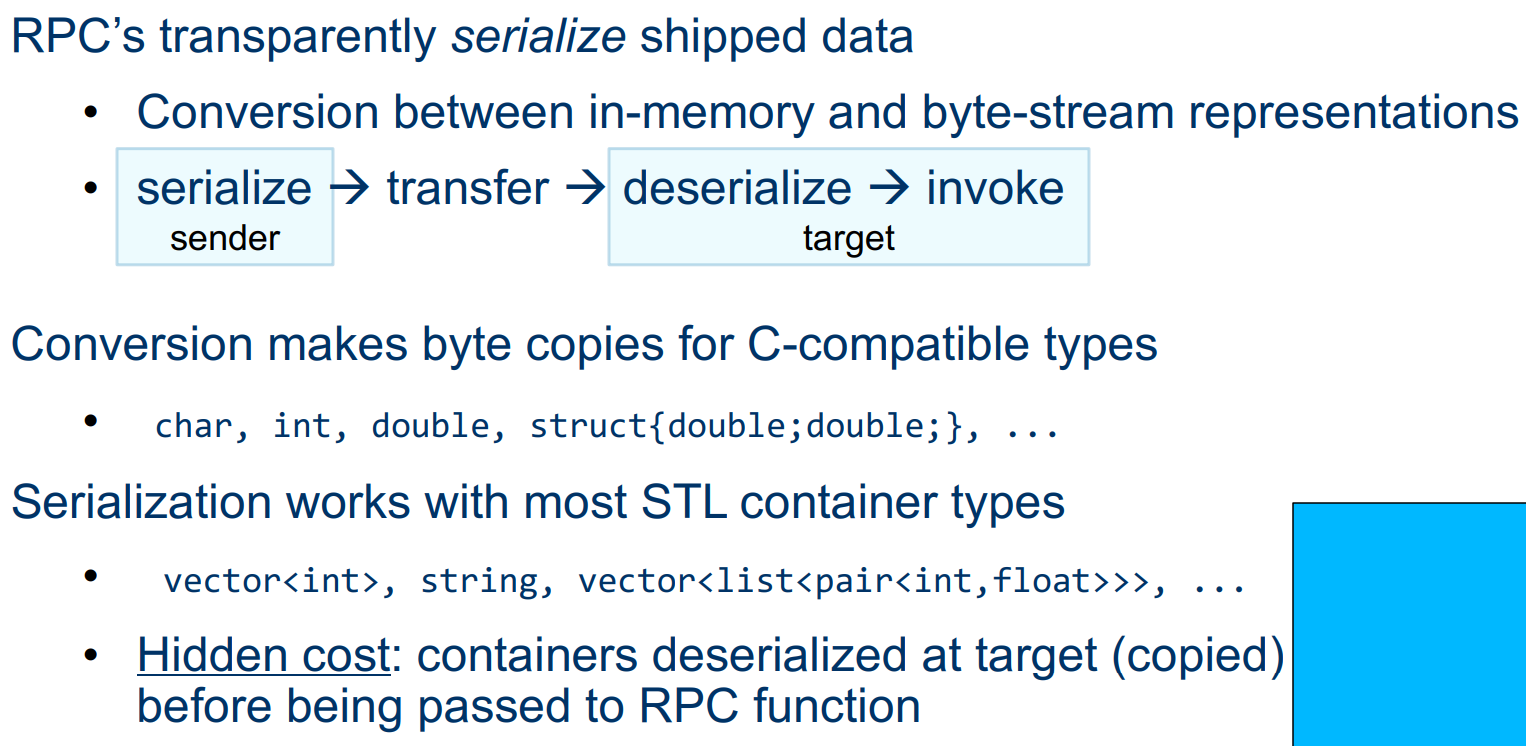 RPC’s transparently serialize shipped data
• Conversion between in-memory and byte-stream representations
• serialize → transfer → deserialize → invoke
sender target
Conversion makes byte copies for C-compatible types
• char, int, double, struct{double;double;}, ...
Serialization works with most STL container types
• vector<int>, string, vector<list<pair<int,float>>>, ...
• Hidden cost: containers deserialized at target (copied)
before being passed to RPC function